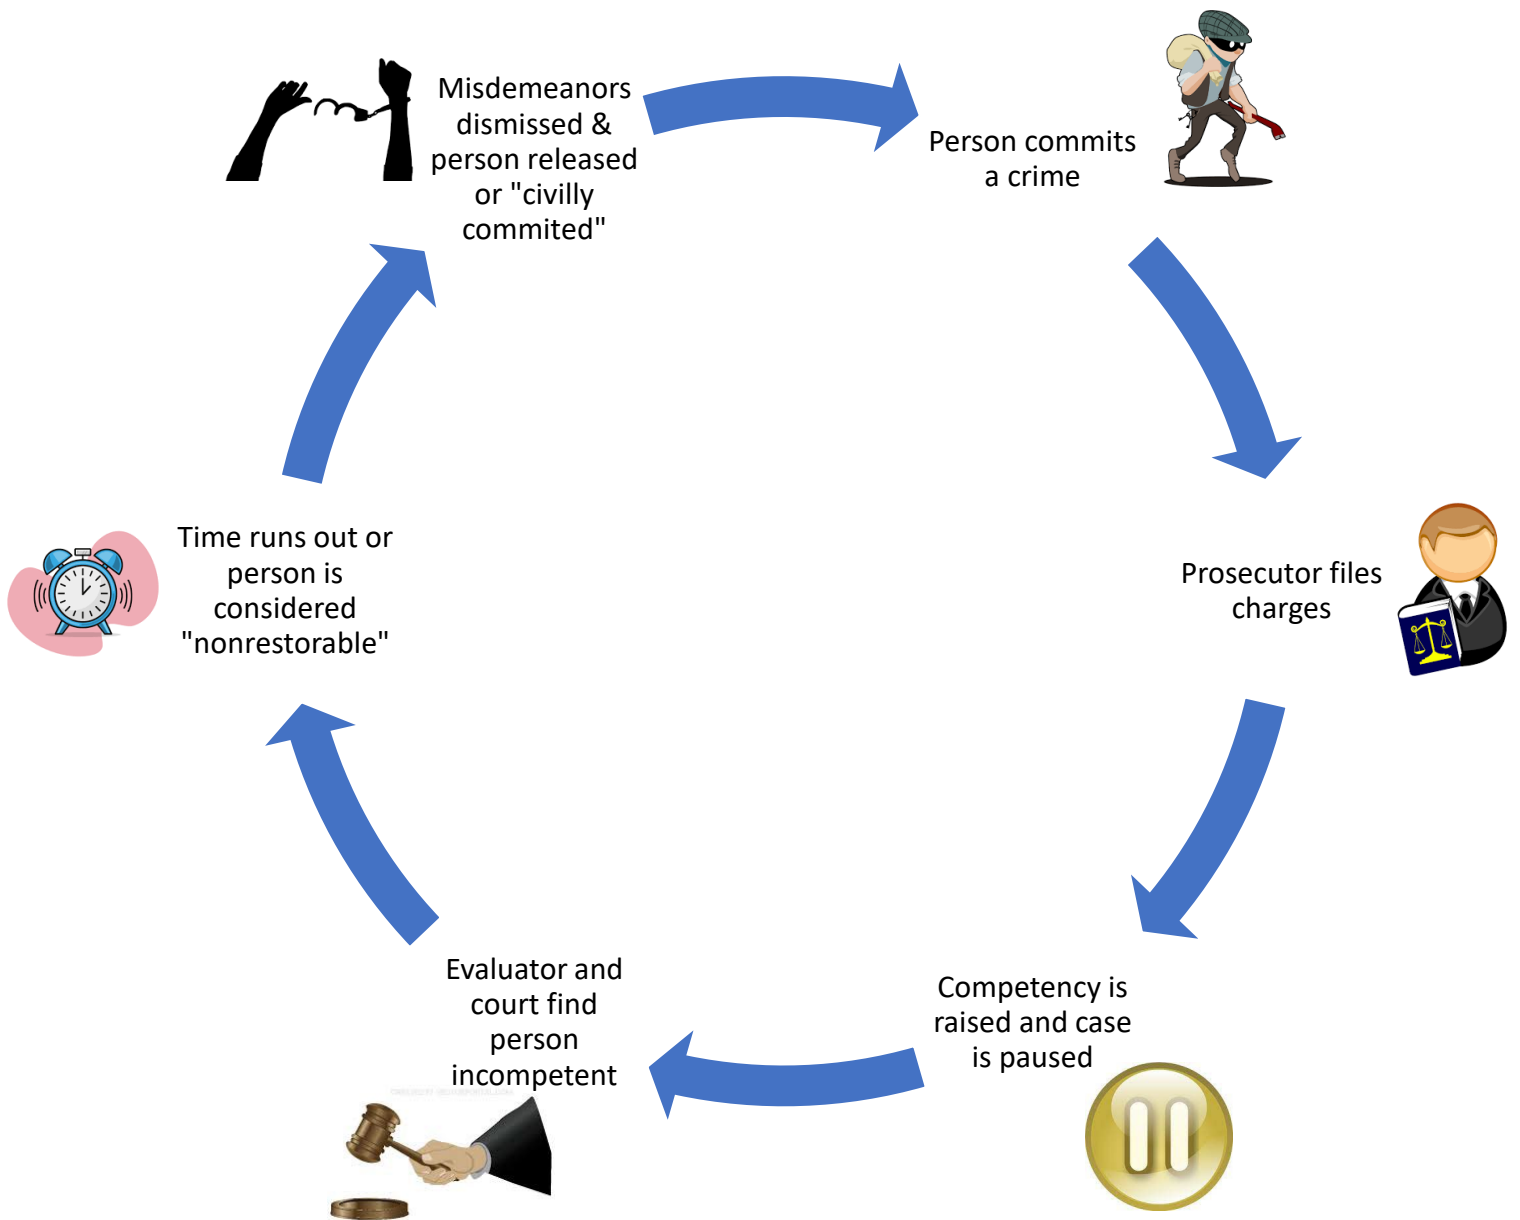 Misdemeanors
dismissed &
person released
or "civilly
commited"
Person commits
a crime
Prosecutor files
charges
Competency is
raised and case
is paused
Evaluator and
court find
person
incompetent
Time runs out or
person is
considered
"nonrestorable"